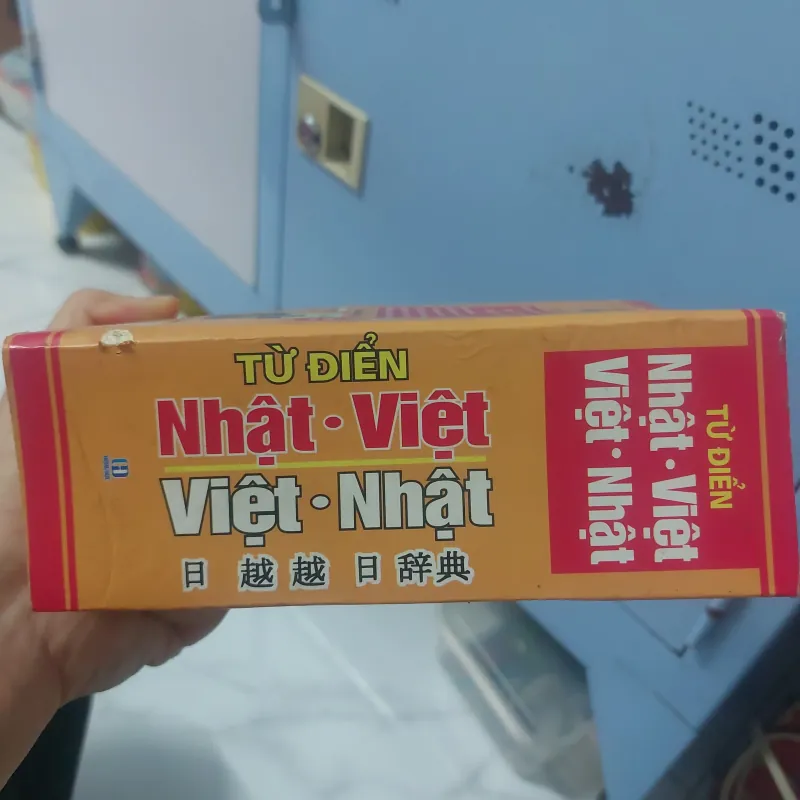 TỪ ĐIỂN
Nhật · Việt
Việt · Nhật
日 越 越 日 辞典
TỪ ĐIỂN
Nhật · Việt
Việt · Nhật